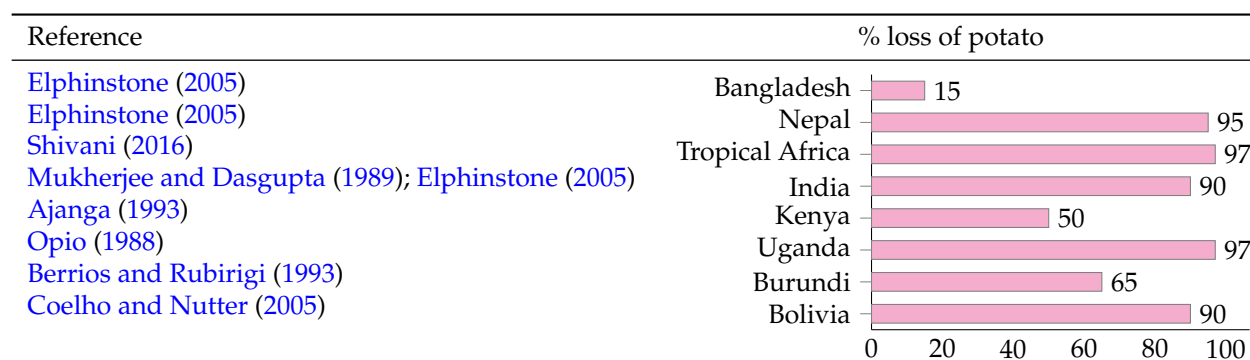 Reference % loss of potato
Elphinstone (2005) Bangladesh 15
Elphinstone (2005) Nepal 95
Shivani (2016) Tropical Africa 97
Mukherjee and Dasgupta (1989); Elphinstone (2005) India 90
Ajanga (1993) Kenya 50
Opio (1988) Uganda 97
Berrios and Rubirigi (1993) Burundi 65
Coelho and Nutter (2005) Bolivia 90
0 20 40 60 80 100